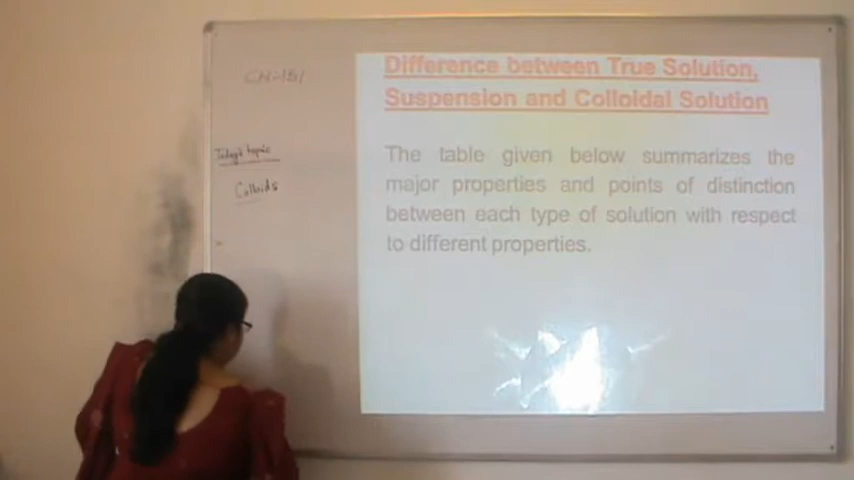 CH-151
Today's topic
Colloids
Difference between True Solution,
Suspension and Colloidal Solution
The table given below summarizes the
major properties and points of distinction
between each type of solution with respect
to different properties.